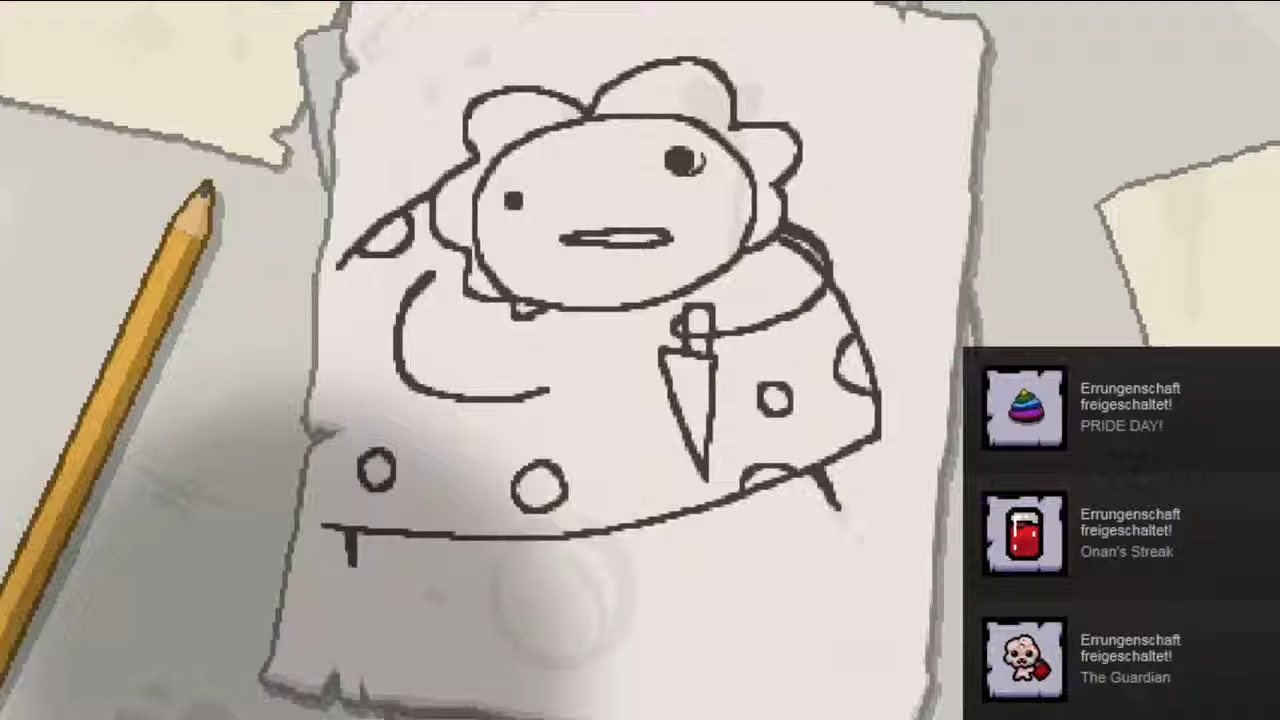 Errungenschaft
freigeschaltet!
PRIDE DAY!
Errungenschaft
freigeschaltet!
Onan's Streak
Errungenschaft
freigeschaltet!
The Guardian